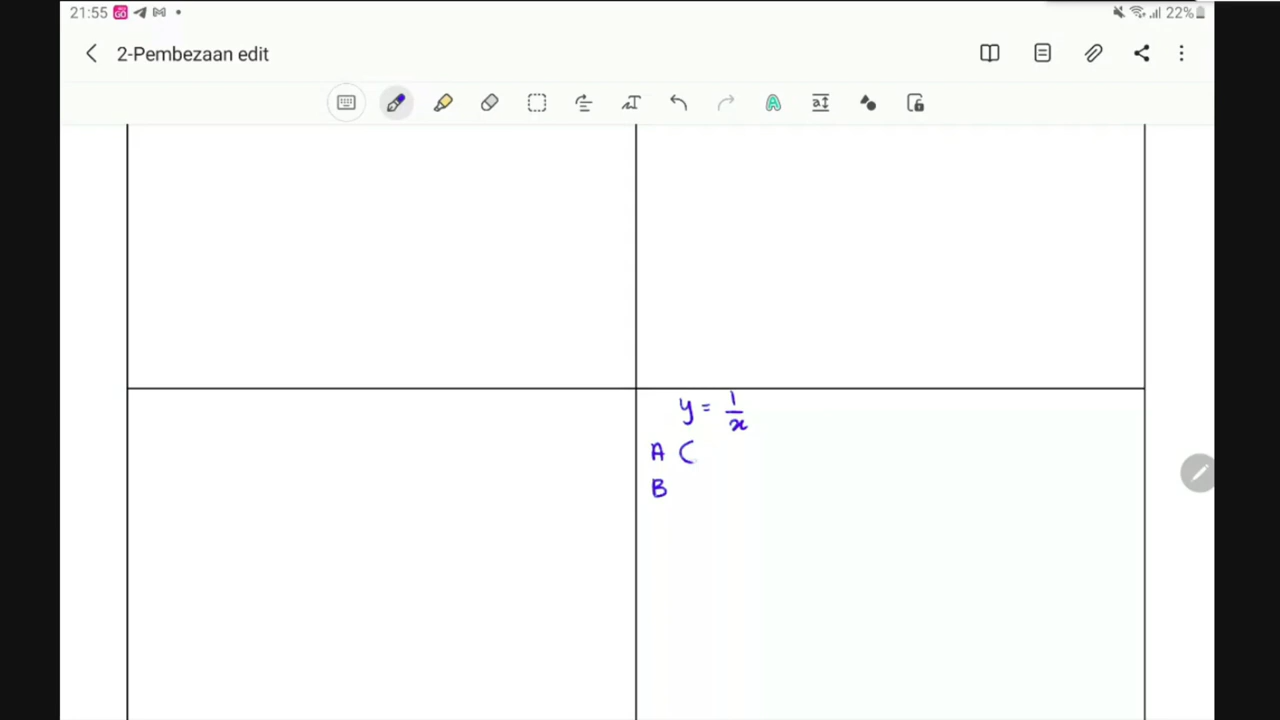 21:55 22%
2-Pembezaan edit
y = 1/x
A (
B